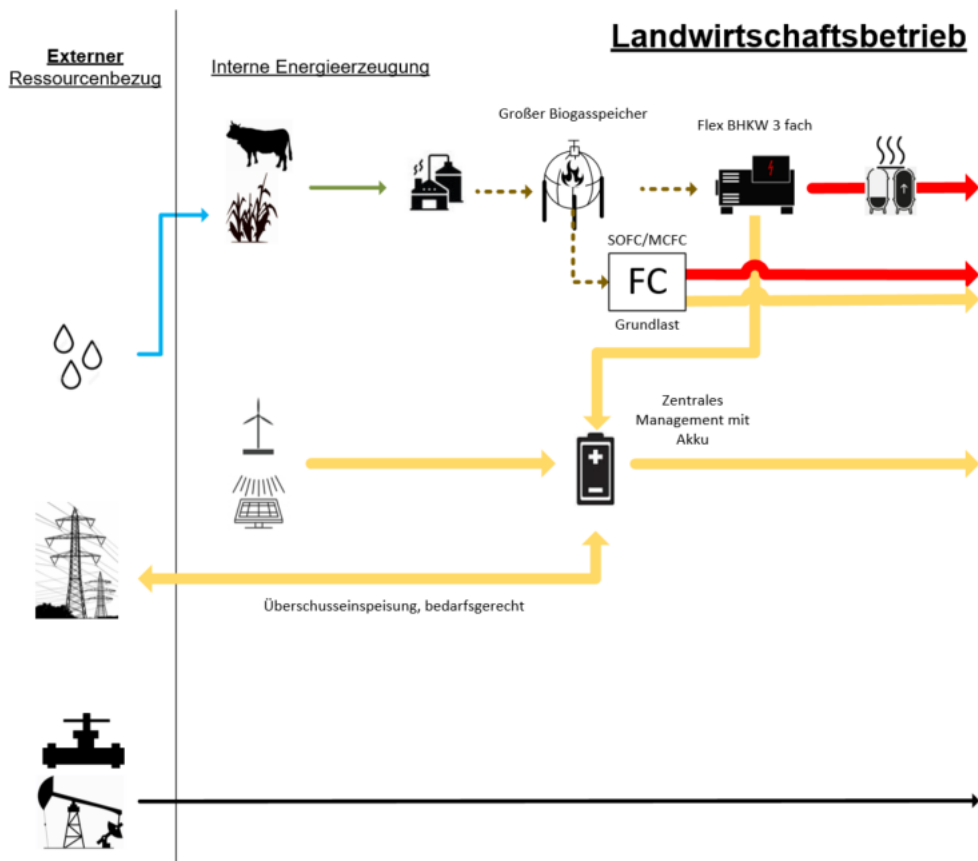 Landwirtschaftsbetrieb
Externer
Ressourcenbezug
Interne Energieerzeugung
Großer Biogasspeicher
Flex BHKW 3 fach
SOFC/MCFC
FC
Grundlast
Zentrales
Management mit
Akku
Überschusseinspeisung, bedarfsgerecht